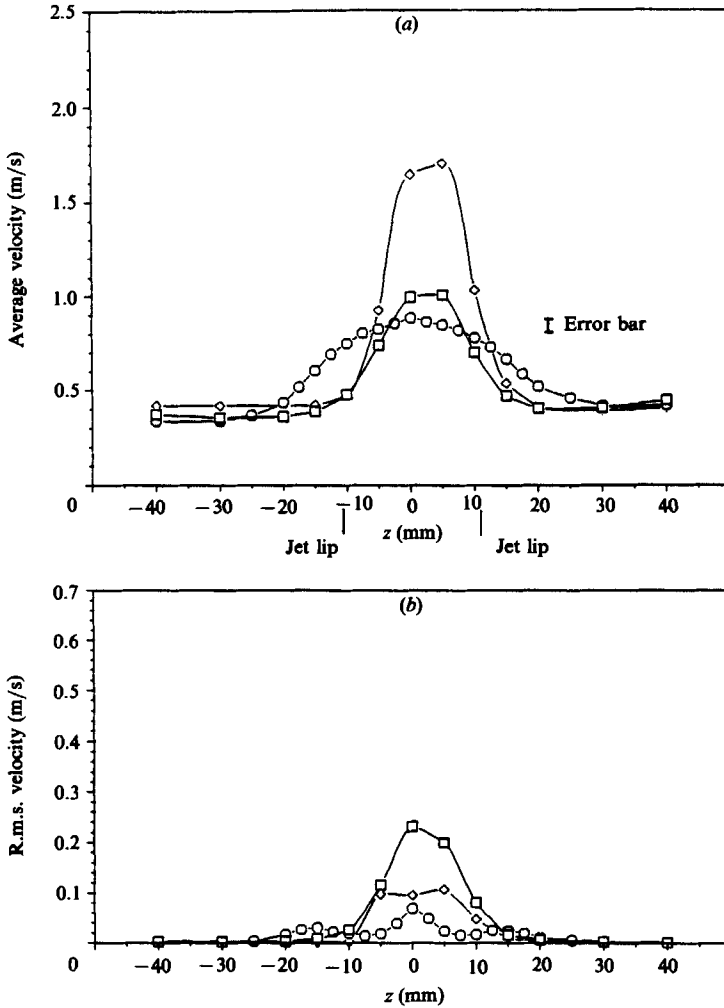 (a)
2.5
2.0
1.5
1.0
0.5
0
Average velocity (m/s)
Error bar
−40 −30 −20 −10 0 10 20 30 40
z (mm)
Jet lip Jet lip
(b)
0.7
0.6
0.5
0.4
0.3
0.2
0.1
0
R.m.s. velocity (m/s)
−40 −30 −20 −10 0 10 20 30 40
z (mm)